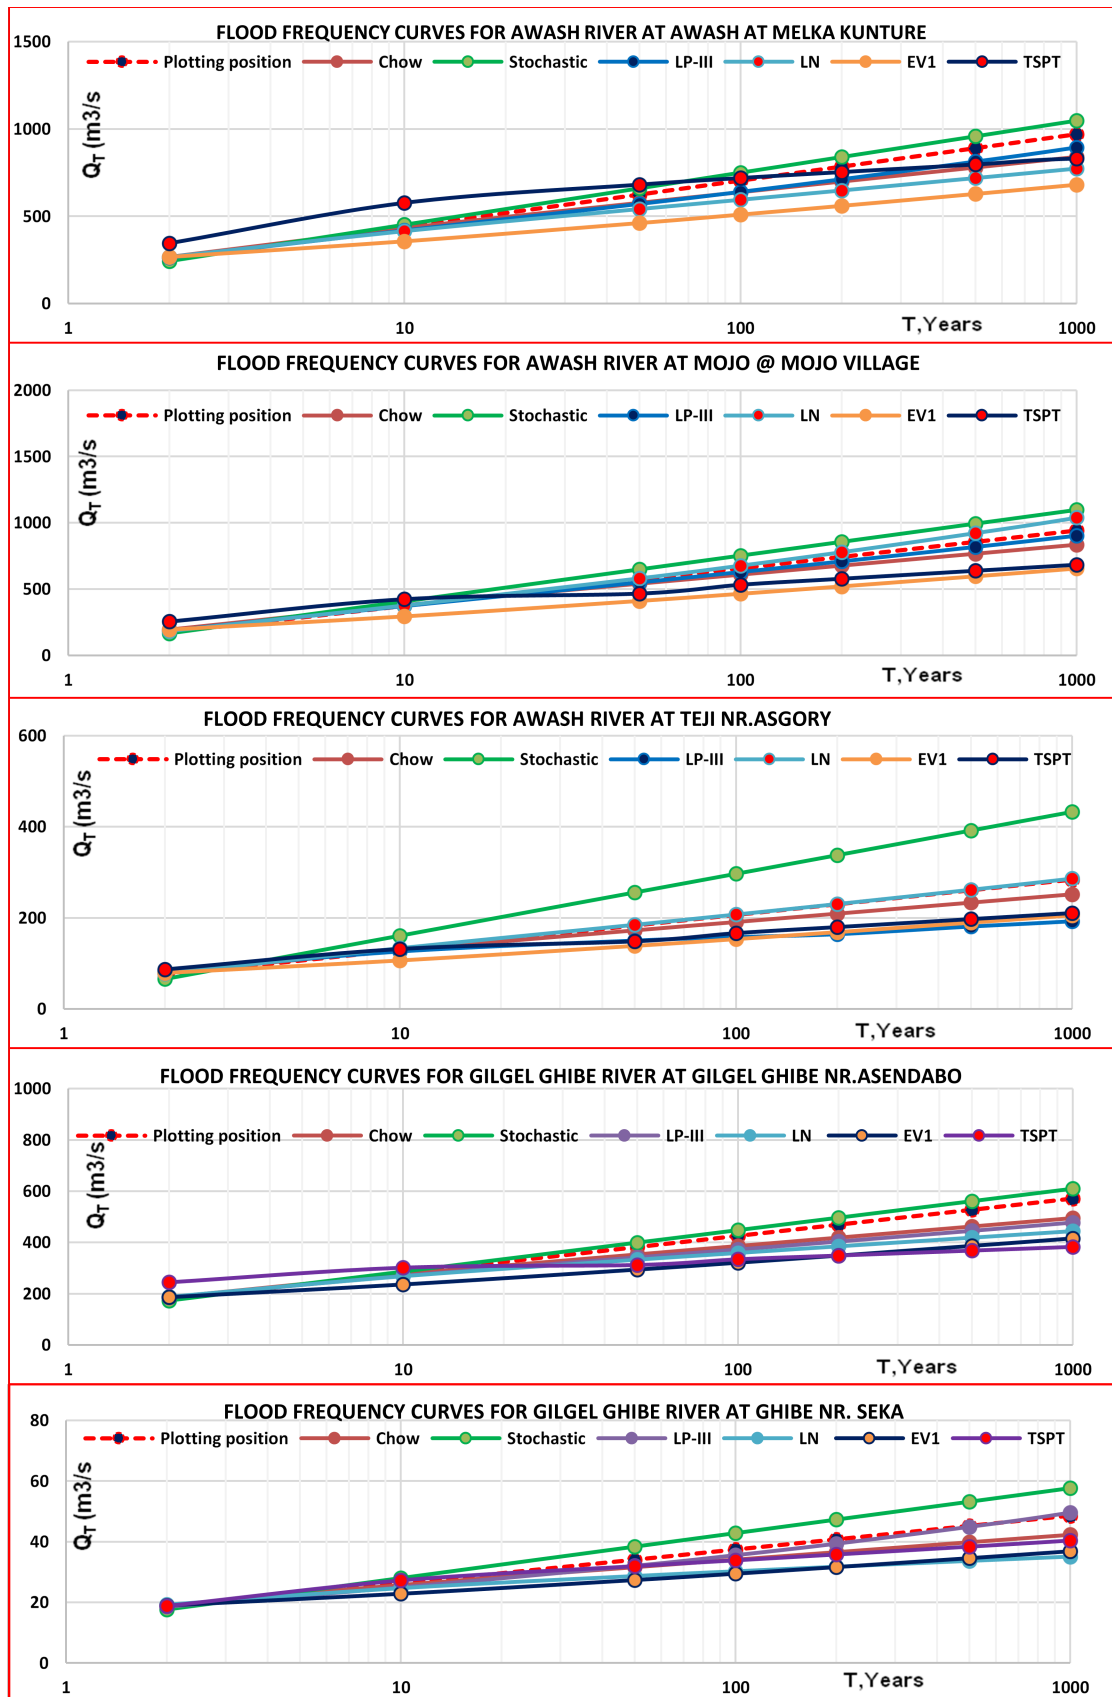 FLOOD FREQUENCY CURVES FOR AWASH RIVER AT AWASH AT MELKA KUNTURE
1500
Plotting position Chow Stochastic LP-III LN EV1 TSPT
QT (m3/s)
1000
500
0
1 10 100 T,Years 1000
FLOOD FREQUENCY CURVES FOR AWASH RIVER AT MOJO @ MOJO VILLAGE
2000
Plotting position Chow Stochastic LP-III LN EV1 TSPT
QT (m3/s
1500
1000
500
0
1 10 100 T,Years 1000
FLOOD FREQUENCY CURVES FOR AWASH RIVER AT TEJI NR.ASGORY
600
Plotting position Chow Stochastic LP-III LN EV1 TSPT
QT (m3/s
400
200
0
1 10 100 T,Years 1000
FLOOD FREQUENCY CURVES FOR GILGEL GHIBE RIVER AT GILGEL GHIBE NR.ASENDABO
1000
Plotting position Chow Stochastic LP-III LN EV1 TSPT
QT (m3/s
800
600
400
200
0
1 10 100 T,Years 1000
FLOOD FREQUENCY CURVES FOR GILGEL GHIBE RIVER AT GHIBE NR. SEKA
80
Plotting position Chow Stochastic LP-III LN EV1 TSPT
QT (m3/s
60
40
20
0
1 10 100 T,Years 1000